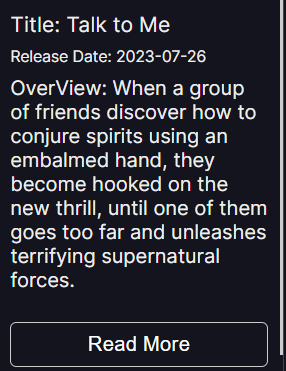 Title: Talk to Me
Release Date: 2023-07-26
OverView: When a group
of friends discover how to
conjure spirits using an
embalmed hand, they
become hooked on the
new thrill, until one of them
goes too far and unleashes
terrifying supernatural
forces.
Read More